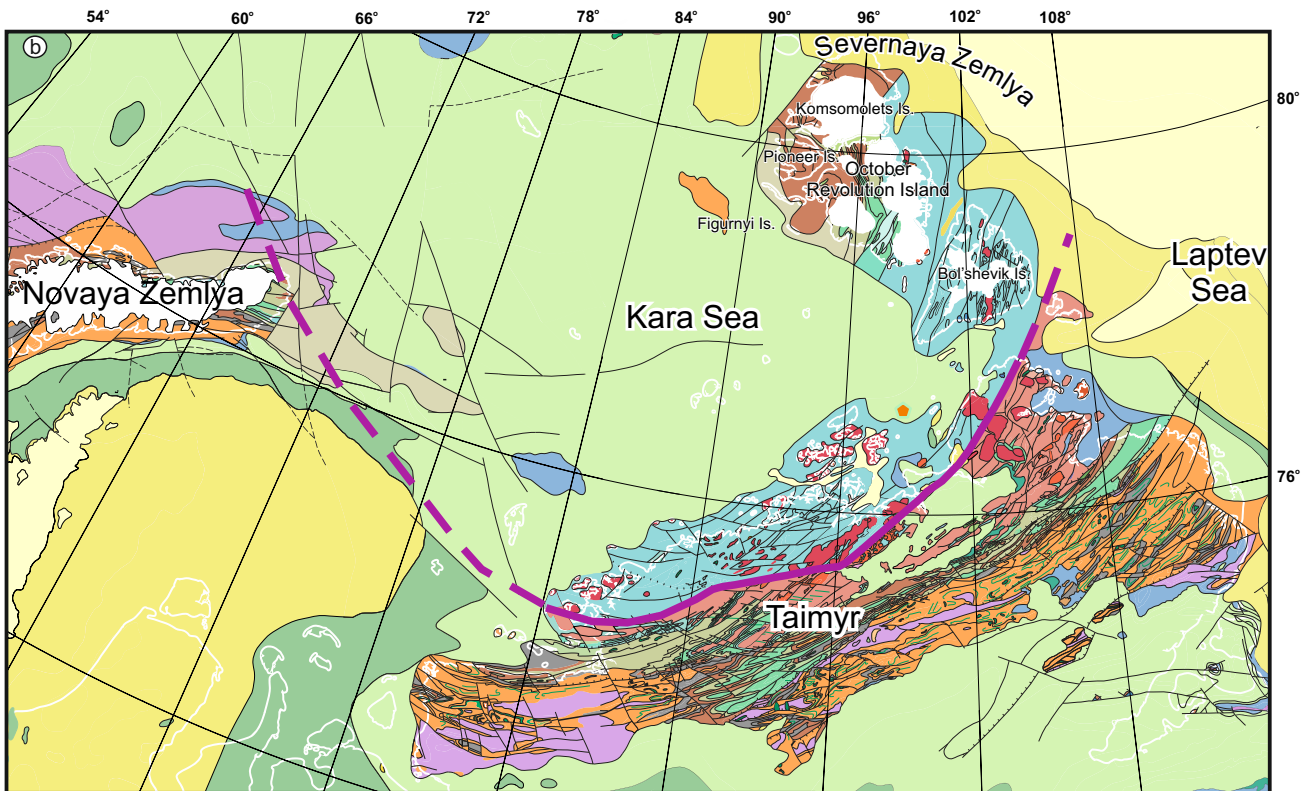 54° 60° 66° 72° 78° 84° 90° 96° 102° 108°
b
Severnaya Zemlya
80°
Komsomolets Is.
Pioneer Is.
October
Revolution Island
Figurnyi Is.
Laptev
Sea
Bol'shevik Is.
Novaya Zemlya
Kara Sea
76°
Taimyr